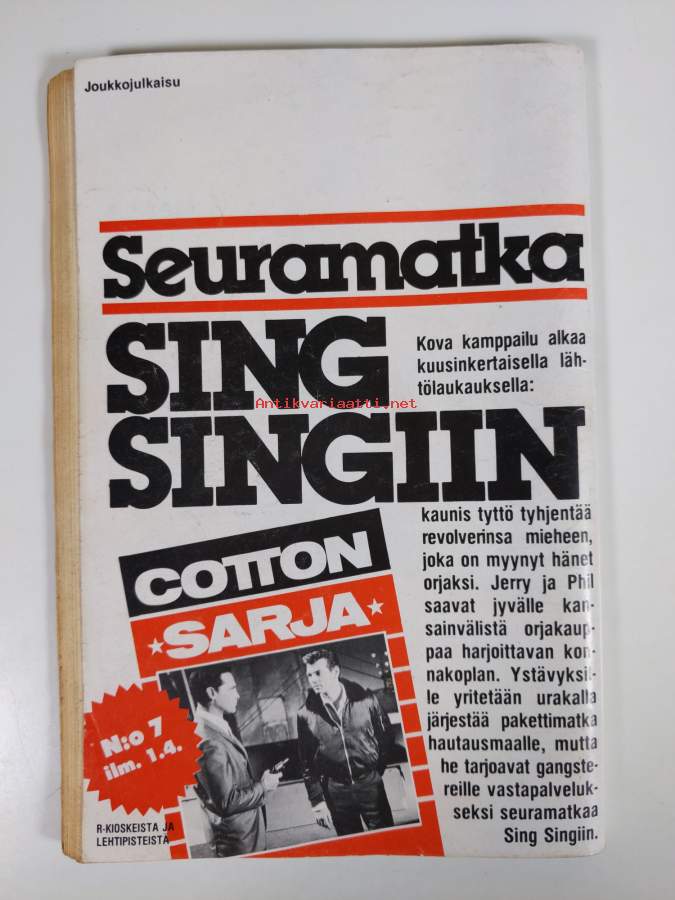 Joukkojulkaisu
Seuramatka
SING
SINGIIN
Kova kamppailu alkaa
kuusinkertaisella läh-
tölaukauksella:
Antikvariaatti.net
kaunis tyttö tyhjentää
revolverinsa mieheen,
joka on myynyt hänet
orjaksi. Jerry ja Phil
saavat jyvälle kan-
sainvälistä orjakaup-
paa harjoittavan kon-
nakoplan. Ystävyksil-
le yritetään urakalla
järjestää pakettimatka
hautausmaalle, mutta
he tarjoavat gangste-
reille vastapalveluk-
seksi seuramatkaa
Sing Singiin.
COTTON
SARJA
N:o 7
ilm. 1.4.
R-KIOSKEISTA JA
LEHTIPISTEISTÄ